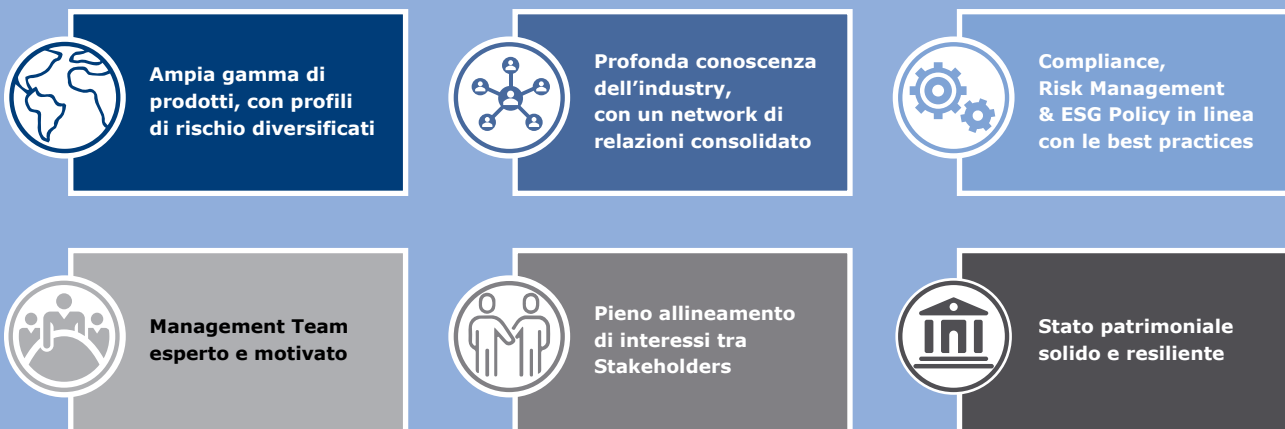 Ampia gamma di
prodotti, con profili
di rischio diversificati
Profonda conoscenza
dell'industry,
con un network di
relazioni consolidato
Compliance,
Risk Management
& ESG Policy in linea
con le best practices
Management Team
esperto e motivato
Pieno allineamento
di interessi tra
Stakeholders
Stato patrimoniale
solido e resiliente